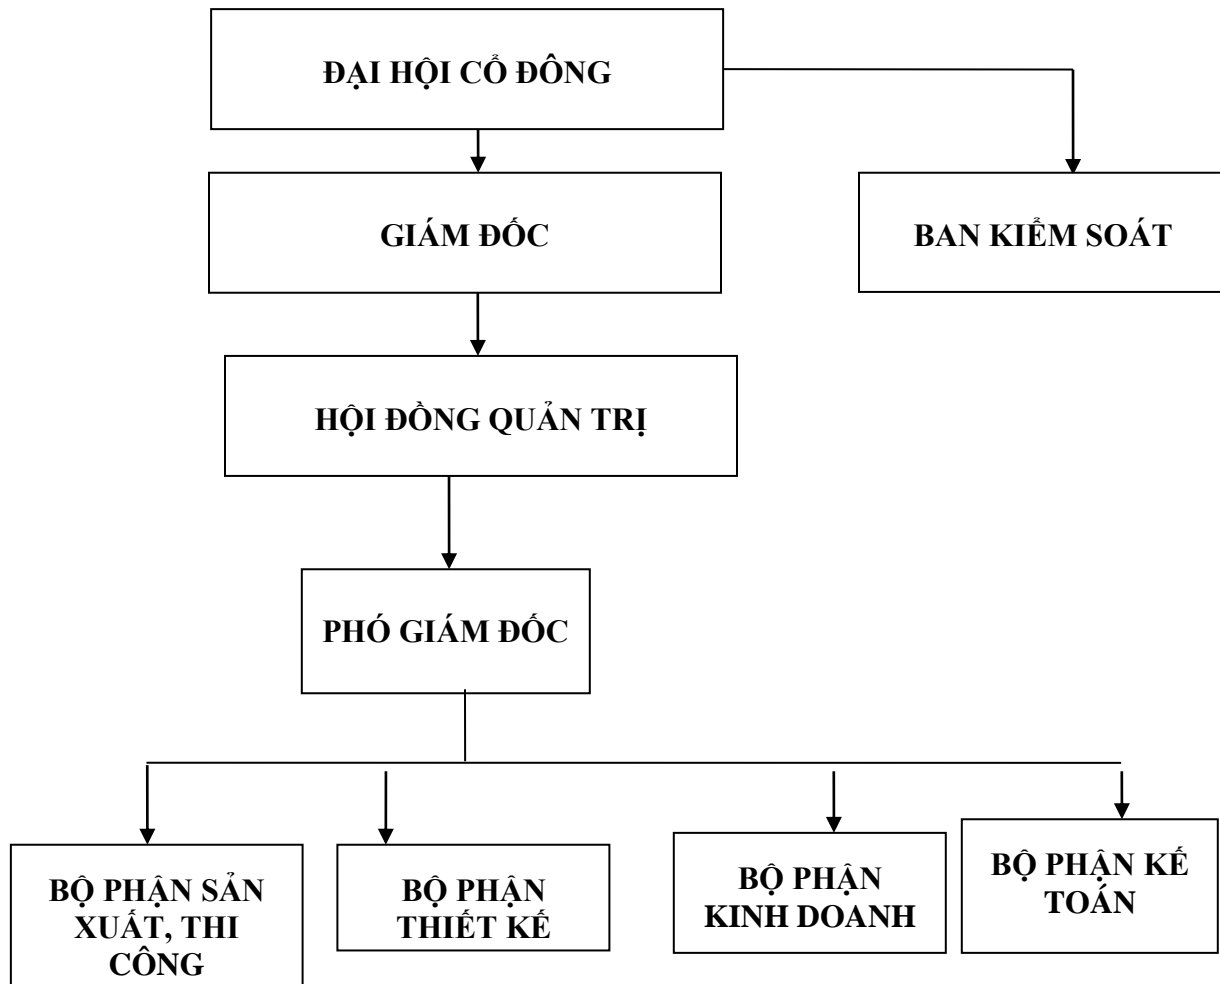 ĐẠI HỘI CỔ ĐÔNG
GIÁM ĐỐC
BAN KIỂM SOÁT
HỘI ĐỒNG QUẢN TRỊ
PHÓ GIÁM ĐỐC
BỘ PHẬN SẢN
XUẤT, THI
CÔNG
BỘ PHẬN
THIẾT KẾ
BỘ PHẬN
KINH DOANH
BỘ PHẬN KẾ
TOÁN